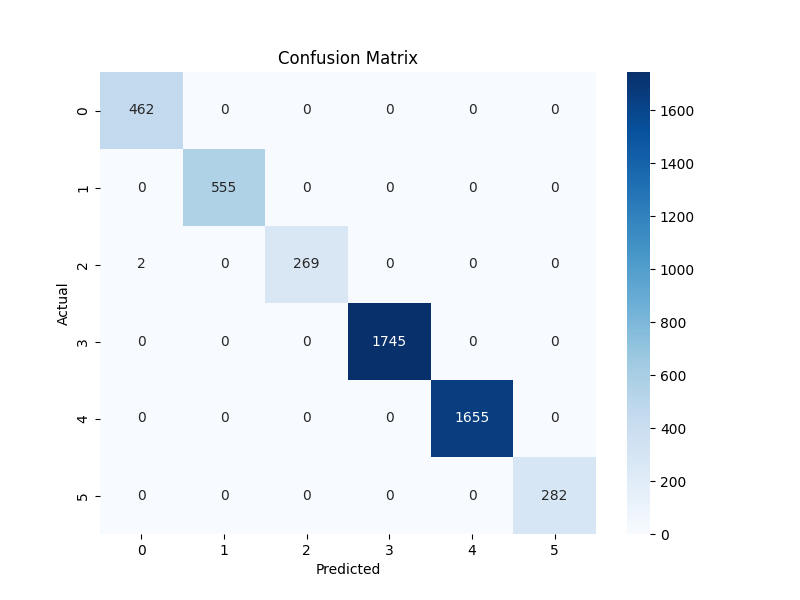 Confusion Matrix
0 462 0 0 0 0 0
1 0 555 0 0 0 0
2 2 0 269 0 0 0
3 0 0 0 1745 0 0
4 0 0 0 0 1655 0
5 0 0 0 0 0 282
0 1 2 3 4 5
Predicted
Actual
1600
1400
1200
1000
800
600
400
200
0